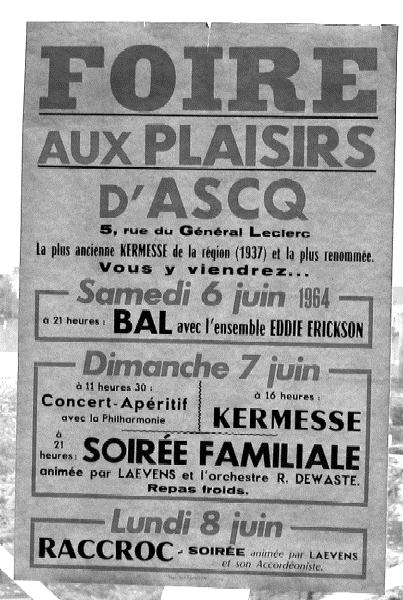 FOIRE
AUX PLAISIRS
D'ASCQ
5, rue du Général Leclerc
La plus ancienne KERMESSE de la région (1937) et la plus renommée.
Vous y viendrez...
Samedi 6 juin 1964
à 21 heures : BAL avec l'ensemble EDDIE ERICKSON
Dimanche 7 juin
à 11 heures 30 :
Concert-Apéritif
avec la Philharmonie
à 16 heures :
KERMESSE
à 21 heures : SOIRÉE FAMILIALE
animée par LAEVENS et l'orchestre R. DEWASTE.
Repas froids.
Lundi 8 juin
RACCROC - SOIRÉE animée par LAEVENS
et son Accordéoniste.